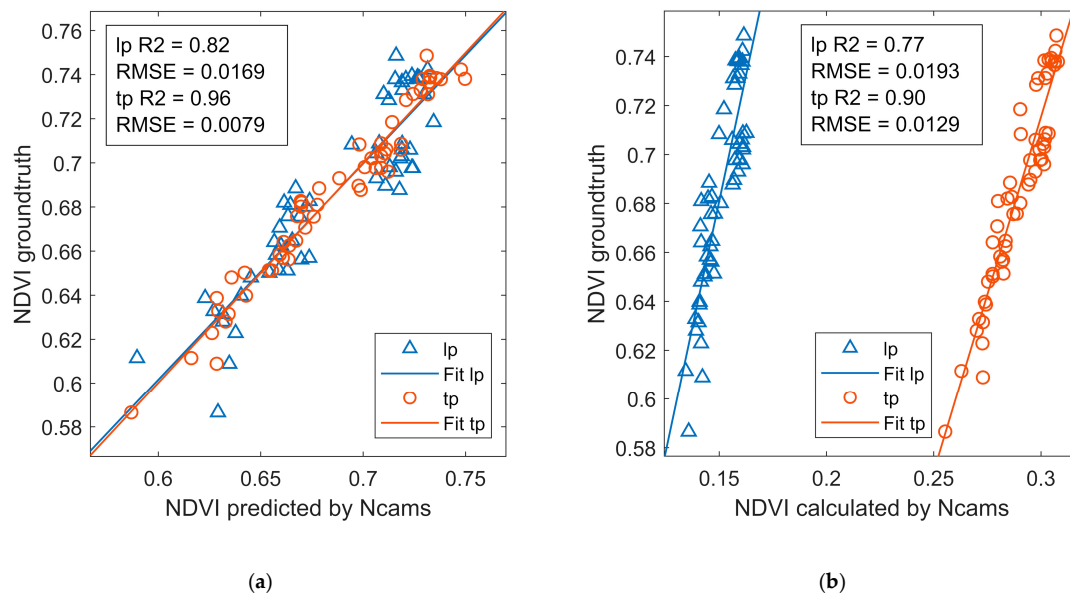 lp R2 = 0.82
RMSE = 0.0169
tp R2 = 0.96
RMSE = 0.0079
0.76
0.74
0.72
0.7
0.68
0.66
0.64
0.62
0.6
0.58
NDVI groundtruth
lp
Fit lp
tp
Fit tp
0.6 0.65 0.7 0.75
NDVI predicted by Ncams
(a)
lp R2 = 0.77
RMSE = 0.0193
tp R2 = 0.90
RMSE = 0.0129
0.74
0.72
0.7
0.68
0.66
0.64
0.62
0.6
0.58
NDVI groundtruth
lp
Fit lp
tp
Fit tp
0.15 0.2 0.25 0.3
NDVI calculated by Ncams
(b)